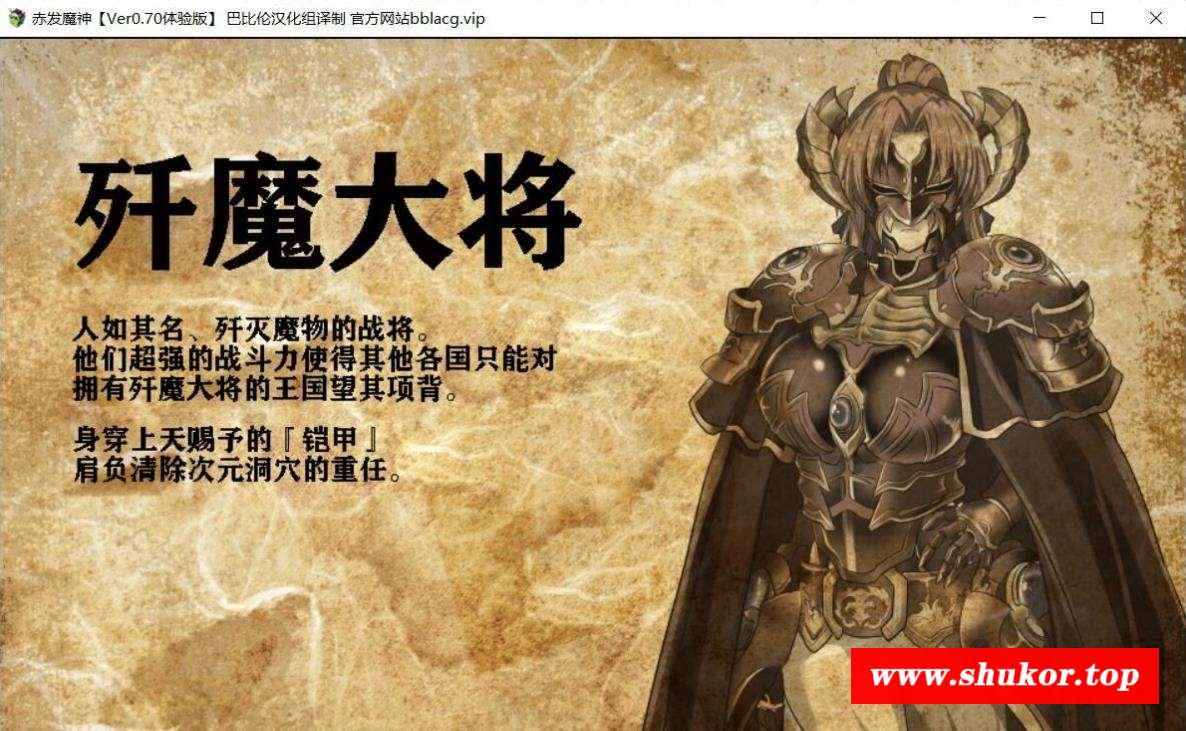 赤发魔神【Ver0.70体验版】 巴比伦汉化组译制 官方网站bblacg.vip
歼魔大将
人如其名、歼灭魔物的战将。
他们超强的战斗力使得其他各国只能对
拥有歼魔大将的王国望其项背。
身穿上天赐予的『铠甲』
肩负清除次元洞穴的重任。
www.shukor.top